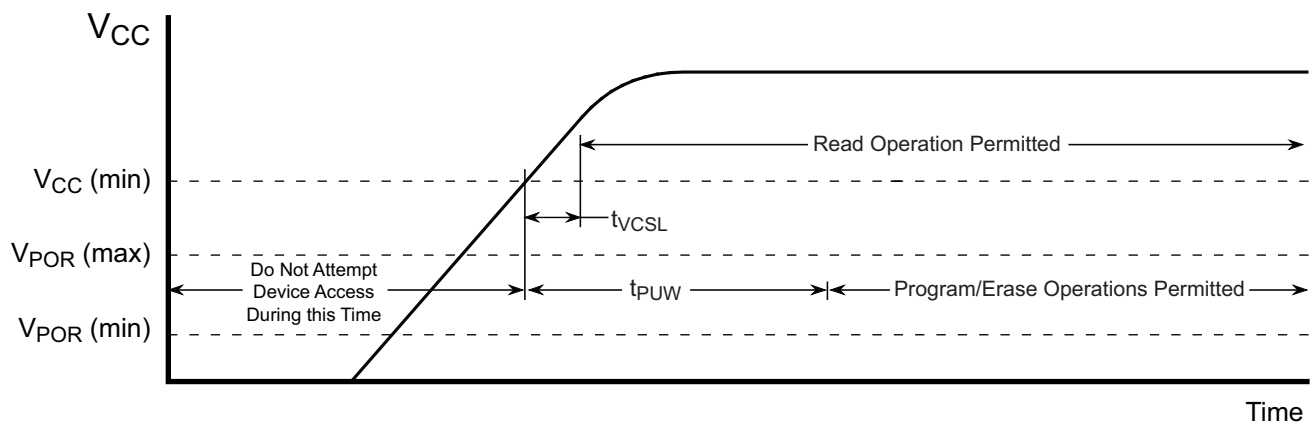 VCC
Read Operation Permitted
VCC (min)
tVCSL
VPOR (max)
Do Not Attempt
Device Access
During this Time
tPUW
Program/Erase Operations Permitted
VPOR (min)
Time